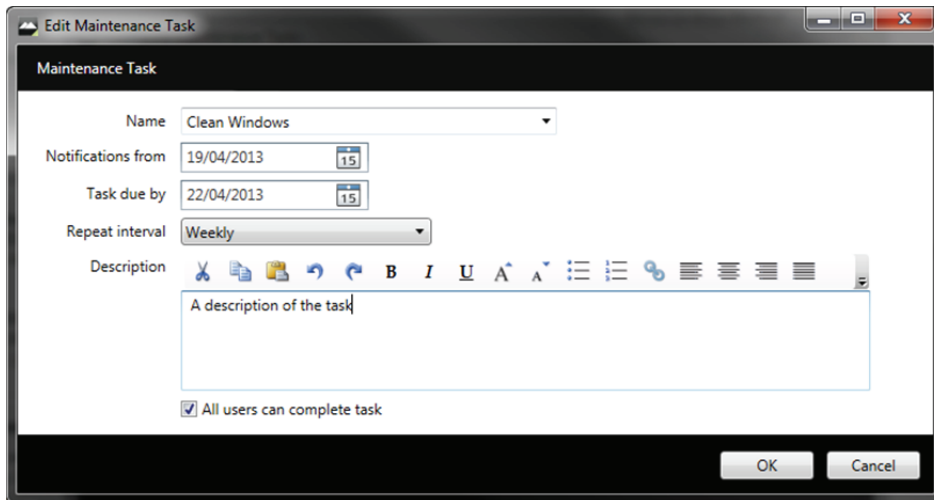 Edit Maintenance Task
Maintenance Task
Name Clean Windows
Notifications from 19/04/2013 15
Task due by 22/04/2013 15
Repeat interval Weekly
Description B I U A A
A description of the task
All users can complete task
OK Cancel